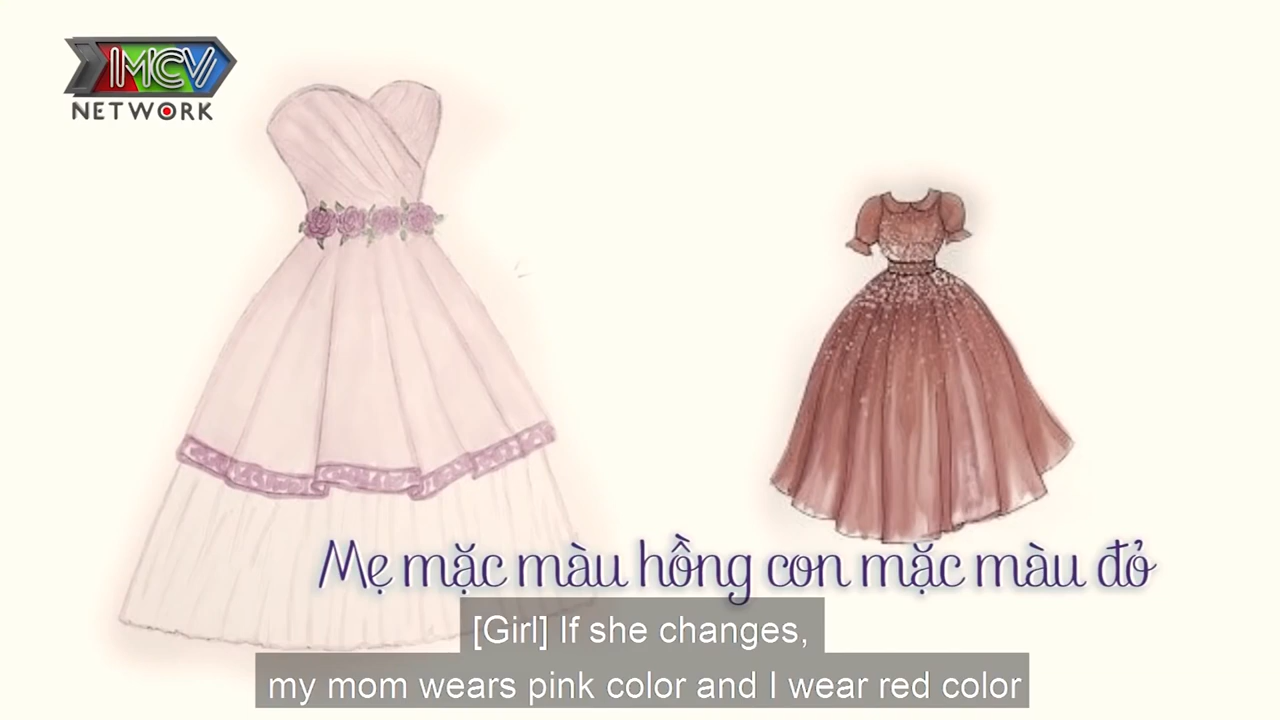 MCV
NETWORK
Mẹ mặc màu hồng con mặc màu đỏ
[Girl] If she changes,
my mom wears pink color and I wear red color